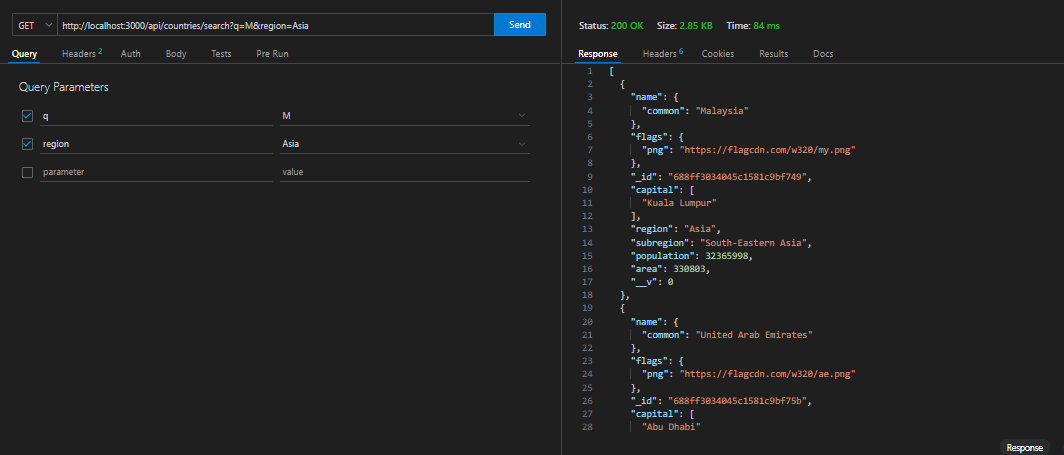 GET http://localhost:3000/api/countries/search?q=M&region=Asia Send
Query Headers 2 Auth Body Tests Pre Run
Query Parameters
q M
region Asia
parameter value
Status: 200 OK Size: 2.85 KB Time: 84 ms
Response Headers 6 Cookies Results Docs
1 [
2 {
3 "name": {
4 "common": "Malaysia"
5 },
6 "flags": {
7 "png": "https://flagcdn.com/w320/my.png"
8 },
9 "_id": "688ff3034045c1581c9bf749",
10 "capital": [
11 "Kuala Lumpur"
12 ],
13 "region": "Asia",
14 "subregion": "South-Eastern Asia",
15 "population": 32365998,
16 "area": 330803,
17 "__v": 0
18 },
19 {
20 "name": {
21 "common": "United Arab Emirates"
22 },
23 "flags": {
24 "png": "https://flagcdn.com/w320/ae.png"
25 },
26 "_id": "688ff3034045c1581c9bf75b",
27 "capital": [
28 "Abu Dhabi"
Response